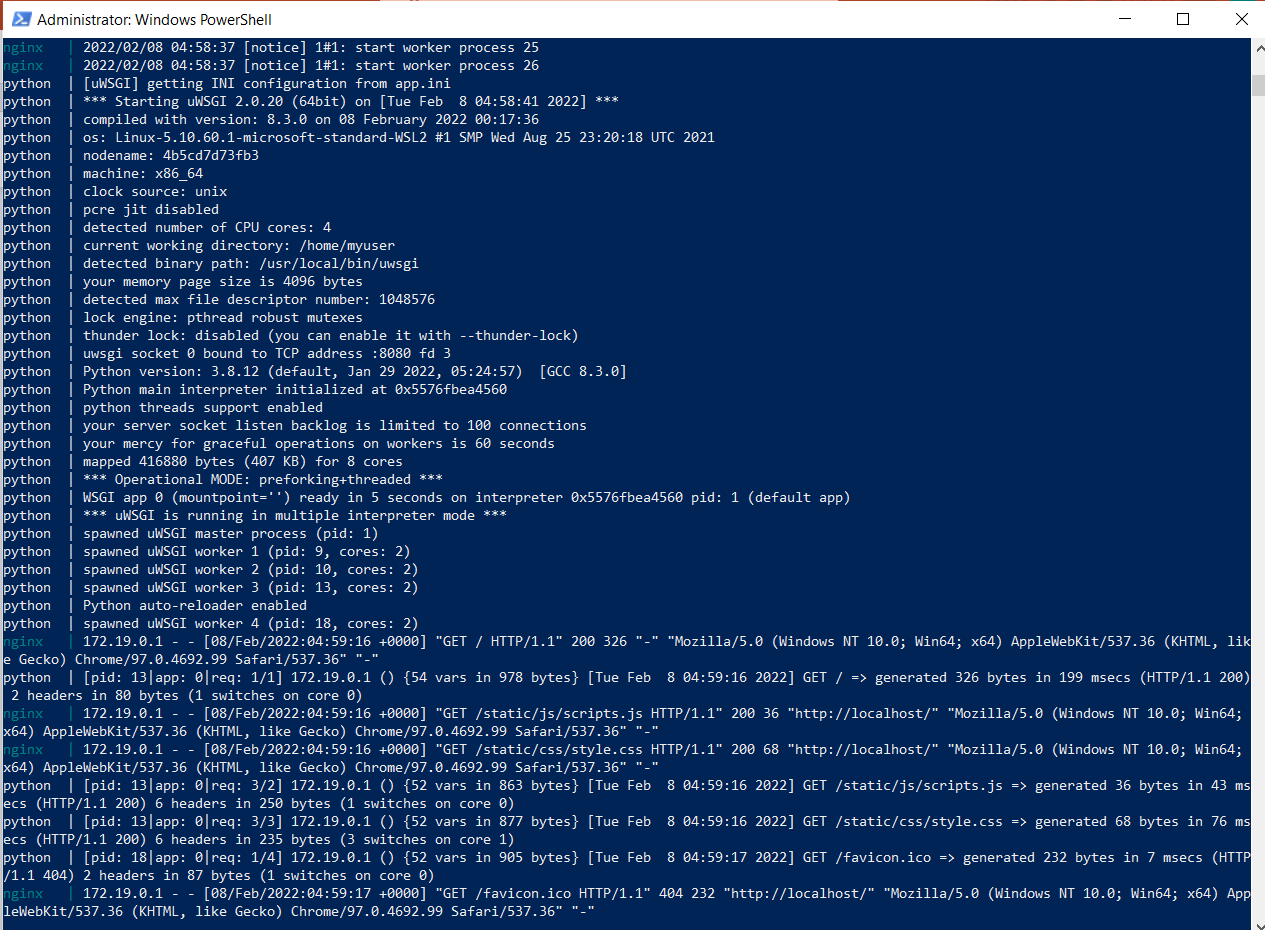 Administrator: Windows PowerShell
nginx   | 2022/02/08 04:58:37 [notice] 1#1: start worker process 25
nginx   | 2022/02/08 04:58:37 [notice] 1#1: start worker process 26
python  | [uWSGI] getting INI configuration from app.ini
python  | *** Starting uWSGI 2.0.20 (64bit) on [Tue Feb  8 04:58:41 2022] ***
python  | compiled with version: 8.3.0 on 08 February 2022 00:17:36
python  | os: Linux-5.10.60.1-microsoft-standard-WSL2 #1 SMP Wed Aug 25 23:20:18 UTC 2021
python  | nodename: 4b5cd7d73fb3
python  | machine: x86_64
python  | clock source: unix
python  | pcre jit disabled
python  | detected number of CPU cores: 4
python  | current working directory: /home/myuser
python  | detected binary path: /usr/local/bin/uwsgi
python  | your memory page size is 4096 bytes
python  | detected max file descriptor number: 1048576
python  | lock engine: pthread robust mutexes
python  | thunder lock: disabled (you can enable it with --thunder-lock)
python  | uwsgi socket 0 bound to TCP address :8080 fd 3
python  | Python version: 3.8.12 (default, Jan 29 2022, 05:24:57)  [GCC 8.3.0]
python  | Python main interpreter initialized at 0x5576fbea4560
python  | python threads support enabled
python  | your server socket listen backlog is limited to 100 connections
python  | your mercy for graceful operations on workers is 60 seconds
python  | mapped 416880 bytes (407 KB) for 8 cores
python  | *** Operational MODE: preforking+threaded ***
python  | WSGI app 0 (mountpoint='') ready in 5 seconds on interpreter 0x5576fbea4560 pid: 1 (default app)
python  | *** uWSGI is running in multiple interpreter mode ***
python  | spawned uWSGI master process (pid: 1)
python  | spawned uWSGI worker 1 (pid: 9, cores: 2)
python  | spawned uWSGI worker 2 (pid: 10, cores: 2)
python  | spawned uWSGI worker 3 (pid: 13, cores: 2)
python  | Python auto-reloader enabled
python  | spawned uWSGI worker 4 (pid: 18, cores: 2)
nginx   | 172.19.0.1 - - [08/Feb/2022:04:59:16 +0000] "GET / HTTP/1.1" 200 326 "-" "Mozilla/5.0 (Windows NT 10.0; Win64; x64) AppleWebKit/537.36 (KHTML, lik
e Gecko) Chrome/97.0.4692.99 Safari/537.36" "-"
python  | [pid: 13|app: 0|req: 1/1] 172.19.0.1 () {54 vars in 978 bytes} [Tue Feb  8 04:59:16 2022] GET / => generated 326 bytes in 199 msecs (HTTP/1.1 200)
 2 headers in 80 bytes (1 switches on core 0)
nginx   | 172.19.0.1 - - [08/Feb/2022:04:59:16 +0000] "GET /static/js/scripts.js HTTP/1.1" 200 36 "http://localhost/" "Mozilla/5.0 (Windows NT 10.0; Win64;
x64) AppleWebKit/537.36 (KHTML, like Gecko) Chrome/97.0.4692.99 Safari/537.36" "-"
nginx   | 172.19.0.1 - - [08/Feb/2022:04:59:16 +0000] "GET /static/css/style.css HTTP/1.1" 200 68 "http://localhost/" "Mozilla/5.0 (Windows NT 10.0; Win64;
x64) AppleWebKit/537.36 (KHTML, like Gecko) Chrome/97.0.4692.99 Safari/537.36" "-"
python  | [pid: 13|app: 0|req: 3/2] 172.19.0.1 () {52 vars in 863 bytes} [Tue Feb  8 04:59:16 2022] GET /static/js/scripts.js => generated 36 bytes in 43 ms
ecs (HTTP/1.1 200) 6 headers in 250 bytes (1 switches on core 0)
python  | [pid: 13|app: 0|req: 3/3] 172.19.0.1 () {52 vars in 877 bytes} [Tue Feb  8 04:59:16 2022] GET /static/css/style.css => generated 68 bytes in 76 ms
ecs (HTTP/1.1 200) 6 headers in 235 bytes (3 switches on core 1)
python  | [pid: 18|app: 0|req: 1/4] 172.19.0.1 () {52 vars in 905 bytes} [Tue Feb  8 04:59:17 2022] GET /favicon.ico => generated 232 bytes in 7 msecs (HTTP
/1.1 404) 2 headers in 87 bytes (1 switches on core 0)
nginx   | 172.19.0.1 - - [08/Feb/2022:04:59:17 +0000] "GET /favicon.ico HTTP/1.1" 404 232 "http://localhost/" "Mozilla/5.0 (Windows NT 10.0; Win64; x64) App
leWebKit/537.36 (KHTML, like Gecko) Chrome/97.0.4692.99 Safari/537.36" "-"